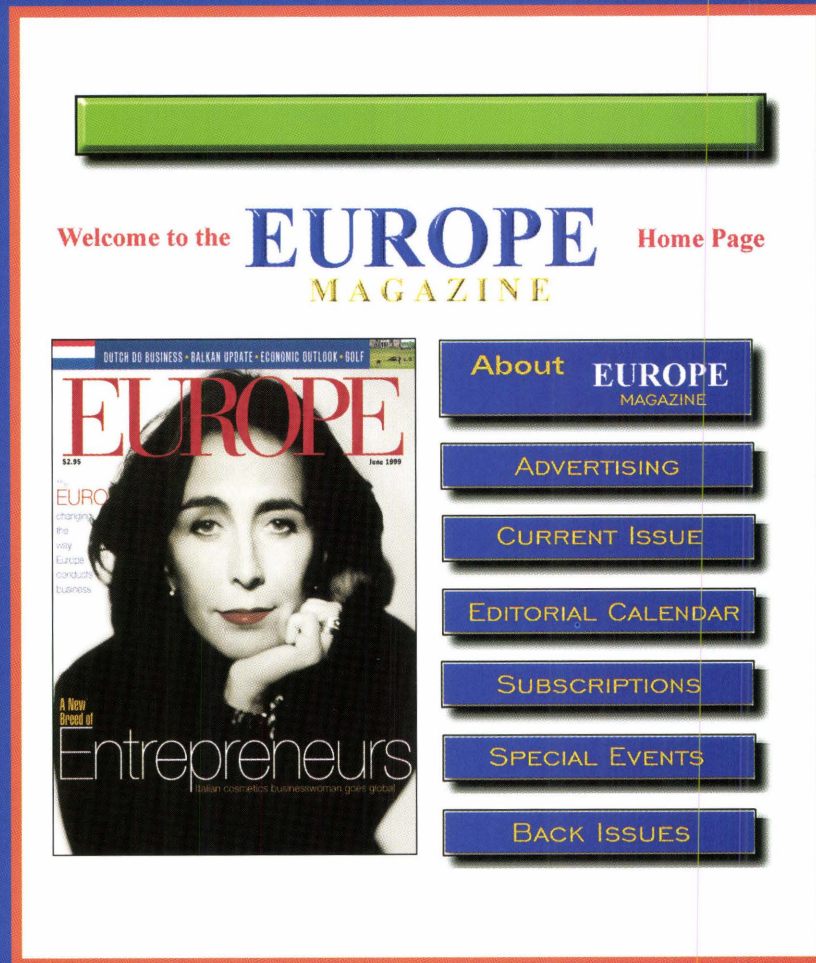 Welcome to the EUROPE Home Page
MAGAZINE
DUTCH DO BUSINESS • BALKAN UPDATE • ECONOMIC OUTLOOK • GOLF
EUROPE
$2.95 June 1999
The
EURO
changing
the
way
Europe
conducts
business
A New
Breed of
Entrepreneurs
Italian cosmetics businesswoman goes global
About EUROPE
MAGAZINE
ADVERTISING
CURRENT ISSUE
EDITORIAL CALENDAR
SUBSCRIPTIONS
SPECIAL EVENTS
BACK ISSUES